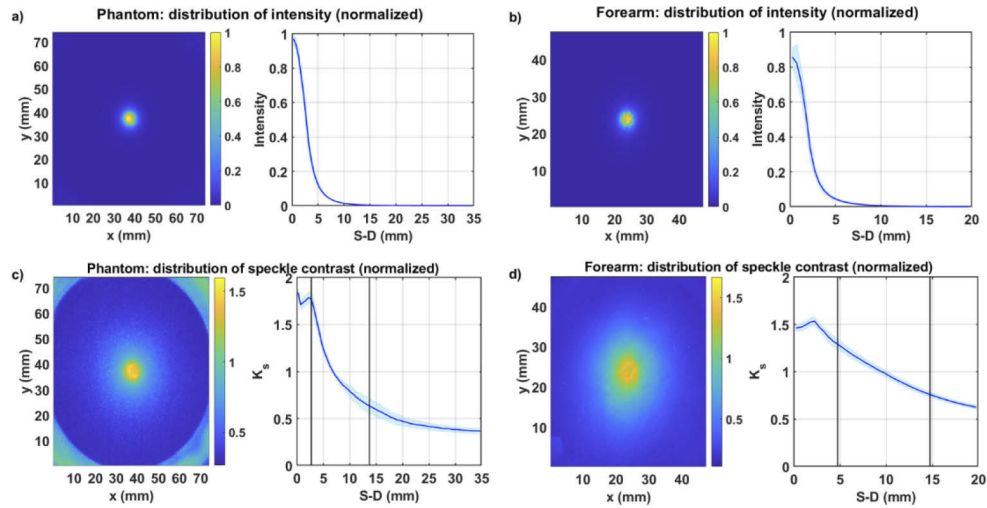 a) Phantom: distribution of intensity (normalized)
70
60
50
40
30
20
10
y (mm)
10 20 30 40 50 60 70
x (mm)
1
0.8
0.6
0.4
0.2
0
Intensity
1
0.8
0.6
0.4
0.2
0
0 5 10 15 20 25 30 35
S-D (mm)
b) Forearm: distribution of intensity (normalized)
40
30
20
10
y (mm)
10 20 30 40
x (mm)
1
0.8
0.6
0.4
0.2
0
Intensity
1
0.8
0.6
0.4
0.2
0
0 5 10 15 20
S-D (mm)
c) Phantom: distribution of speckle contrast (normalized)
70
60
50
40
30
20
10
y (mm)
10 20 30 40 50 60 70
x (mm)
1.5
1
0.5
Ks
2
1.5
1
0.5
0
0 5 10 15 20 25 30 35
S-D (mm)
d) Forearm: distribution of speckle contrast (normalized)
40
30
20
10
y (mm)
10 20 30 40
x (mm)
1.5
1
0.5
Ks
2
1.5
1
0.5
0
0 5 10 15 20
S-D (mm)